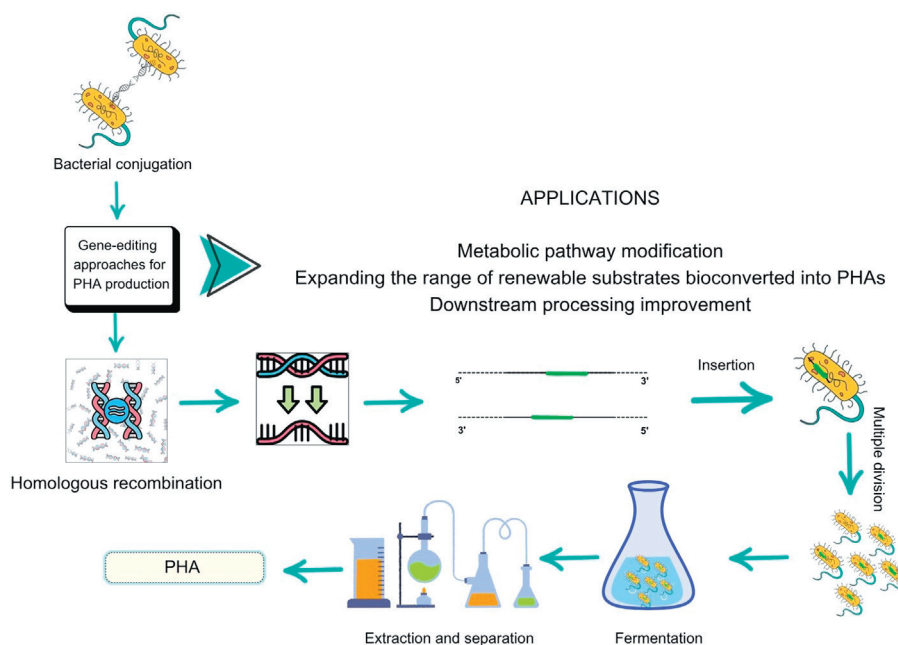 Bacterial conjugation
APPLICATIONS
Gene-editing
approaches for
PHA production
Metabolic pathway modification
Expanding the range of renewable substrates bioconverted into PHAs
Downstream processing improvement
Insertion
5'
3'
3'
5'
Homologous recombination
Multiple division
PHA
Extraction and separation
Fermentation